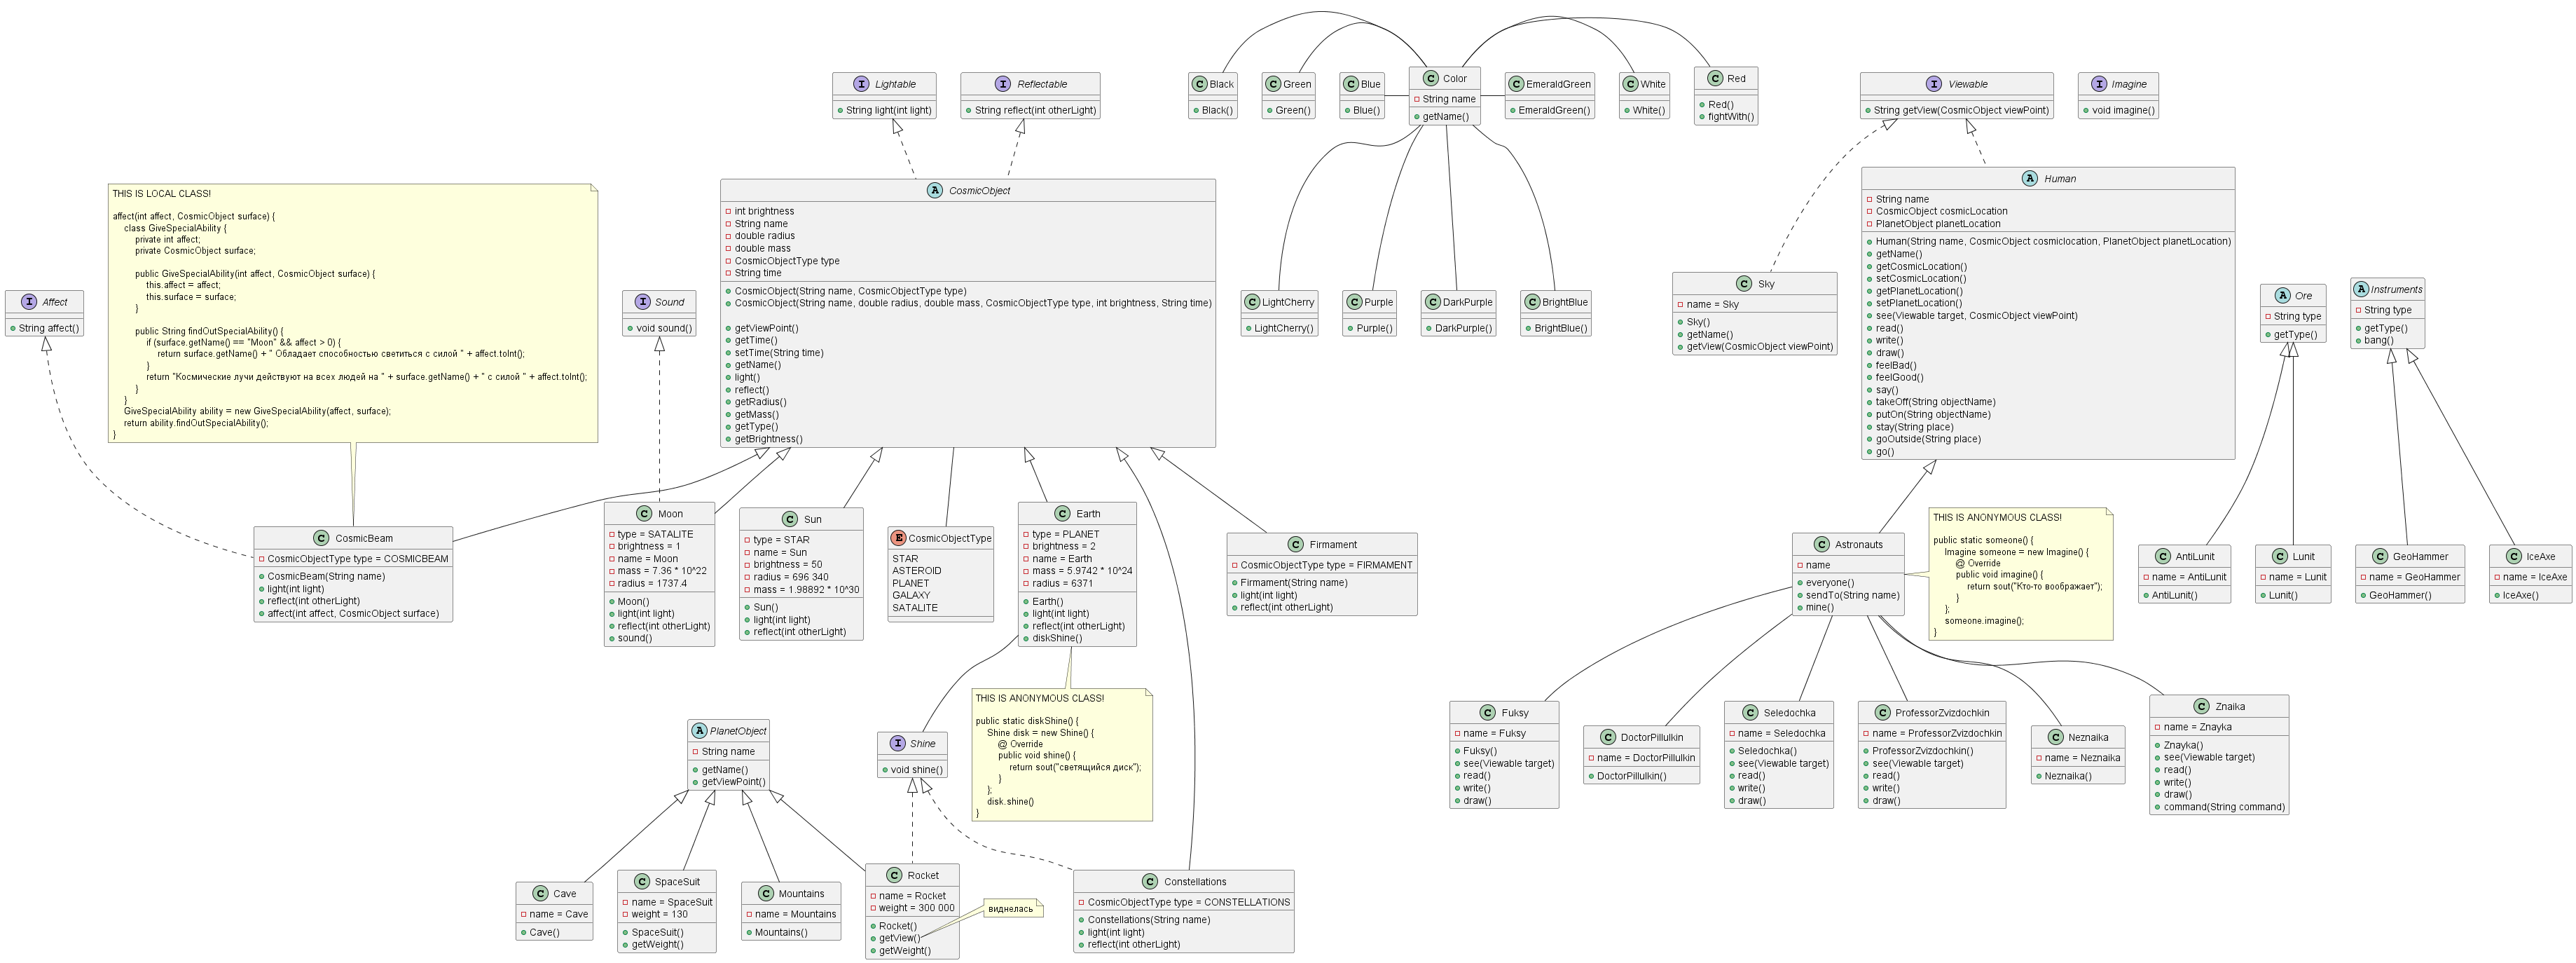 Black
Black()
Green
Green()
Blue
Blue()
Color
String name
getName()
EmeraldGreen
EmeraldGreen()
White
White()
Red
Red()
fightWith()
Lightable
String light(int light)
Reflectable
String reflect(int otherLight)
Viewable
String getView(CosmicObject viewPoint)
Imagine
void imagine()
THIS IS LOCAL CLASS!
affect(int affect, CosmicObject surface) {
class GiveSpecialAbility {
private int affect;
private CosmicObject surface;
public GiveSpecialAbility(int affect, CosmicObject surface) {
this.affect = affect;
this.surface = surface;
}
public String findOutSpecialAbility() {
if (surface.getName() == "Moon" && affect > 0) {
return surface.getName() + " Обладает способностью светиться с силой " + affect.toInt();
}
return "Космические лучи действуют на всех людей на " + surface.getName() + " с силой " + affect.toInt();
}
}
GiveSpecialAbility ability = new GiveSpecialAbility(affect, surface);
return ability.findOutSpecialAbility();
}
Affect
String affect()
Sound
void sound()
CosmicObject
int brightness
String name
double radius
double mass
CosmicObjectType type
String time
CosmicObject(String name, CosmicObjectType type)
CosmicObject(String name, double radius, double mass, CosmicObjectType type, int brightness, String time)
getViewPoint()
getTime()
setTime(String time)
getName()
light()
reflect()
getRadius()
getMass()
getType()
getBrightness()
LightCherry
LightCherry()
Purple
Purple()
DarkPurple
DarkPurple()
BrightBlue
BrightBlue()
Sky
name = Sky
Sky()
getName()
getView(CosmicObject viewPoint)
Human
String name
CosmicObject cosmicLocation
PlanetObject planetLocation
Human(String name, CosmicObject cosmiclocation, PlanetObject planetLocation)
getName()
getCosmicLocation()
setCosmicLocation()
getPlanetLocation()
setPlanetLocation()
see(Viewable target, CosmicObject viewPoint)
read()
write()
draw()
feelBad()
feelGood()
say()
takeOff(String objectName)
putOn(String objectName)
stay(String place)
goOutside(String place)
go()
Ore
String type
getType()
Instruments
String type
getType()
bang()
CosmicBeam
CosmicObjectType type = COSMICBEAM
CosmicBeam(String name)
light(int light)
reflect(int otherLight)
affect(int affect, CosmicObject surface)
Moon
type = SATALITE
brightness = 1
name = Moon
mass = 7.36 * 10^22
radius = 1737.4
Moon()
light(int light)
reflect(int otherLight)
sound()
Sun
type = STAR
name = Sun
brightness = 50
radius = 696 340
mass = 1.98892 * 10^30
Sun()
light(int light)
reflect(int otherLight)
CosmicObjectType
STAR
ASTEROID
PLANET
GALAXY
SATALITE
Earth
type = PLANET
brightness = 2
name = Earth
mass = 5.9742 * 10^24
radius = 6371
Earth()
light(int light)
reflect(int otherLight)
diskShine()
Firmament
CosmicObjectType type = FIRMAMENT
Firmament(String name)
light(int light)
reflect(int otherLight)
Astronauts
name
everyone()
sendTo(String name)
mine()
THIS IS ANONYMOUS CLASS!
public static someone() {
Imagine someone = new Imagine() {
@ Override
public void imagine() {
return sout("Кто-то воображает");
}
};
someone.imagine();
}
AntiLunit
name = AntiLunit
AntiLunit()
Lunit
name = Lunit
Lunit()
GeoHammer
name = GeoHammer
GeoHammer()
IceAxe
name = IceAxe
IceAxe()
PlanetObject
String name
getName()
getViewPoint()
Shine
void shine()
THIS IS ANONYMOUS CLASS!
public static diskShine() {
Shine disk = new Shine() {
@ Override
public void shine() {
return sout("светящийся диск");
}
};
disk.shine()
}
Fuksy
name = Fuksy
Fuksy()
see(Viewable target)
read()
write()
draw()
DoctorPillulkin
name = DoctorPillulkin
DoctorPillulkin()
Seledochka
name = Seledochka
Seledochka()
see(Viewable target)
read()
write()
draw()
ProfessorZvizdochkin
name = ProfessorZvizdochkin
ProfessorZvizdochkin()
see(Viewable target)
read()
write()
draw()
Neznaika
name = Neznaika
Neznaika()
Znaika
name = Znayka
Znayka()
see(Viewable target)
read()
write()
draw()
command(String command)
Cave
name = Cave
Cave()
SpaceSuit
name = SpaceSuit
weight = 130
SpaceSuit()
getWeight()
Mountains
name = Mountains
Mountains()
Rocket
name = Rocket
weight = 300 000
Rocket()
getView()
getWeight()
виднелась
Constellations
CosmicObjectType type = CONSTELLATIONS
Constellations(String name)
light(int light)
reflect(int otherLight)